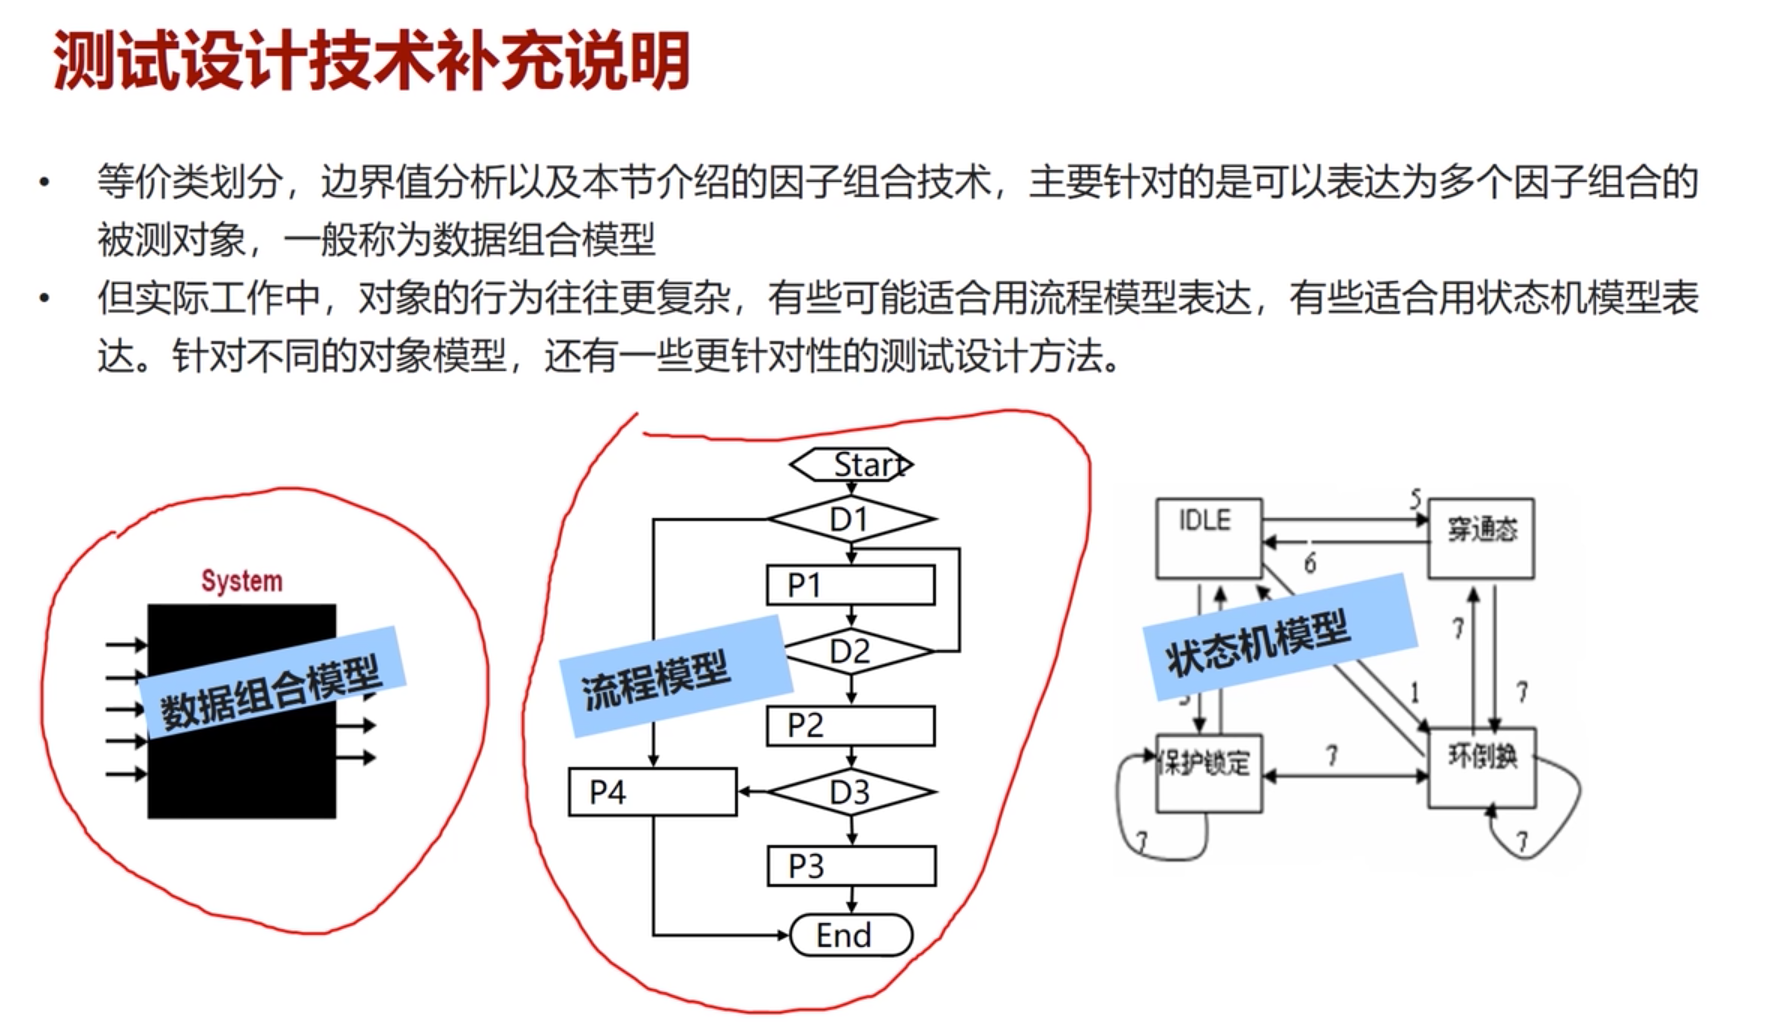 测试设计技术补充说明
• 等价类划分，边界值分析以及本节介绍的因子组合技术，主要针对的是可以表达为多个因子组合的
被测对象，一般称为数据组合模型
• 但实际工作中，对象的行为往往更复杂，有些可能适合用流程模型表达，有些适合用状态机模型表
达。针对不同的对象模型，还有一些更针对性的测试设计方法。
System
数据组合模型
Start
D1
P1
D2
流程模型
P2
P4
D3
P3
End
IDLE
5
穿通态
6
状态机模型
7
1
7
保护锁定
7
环倒换
7
7